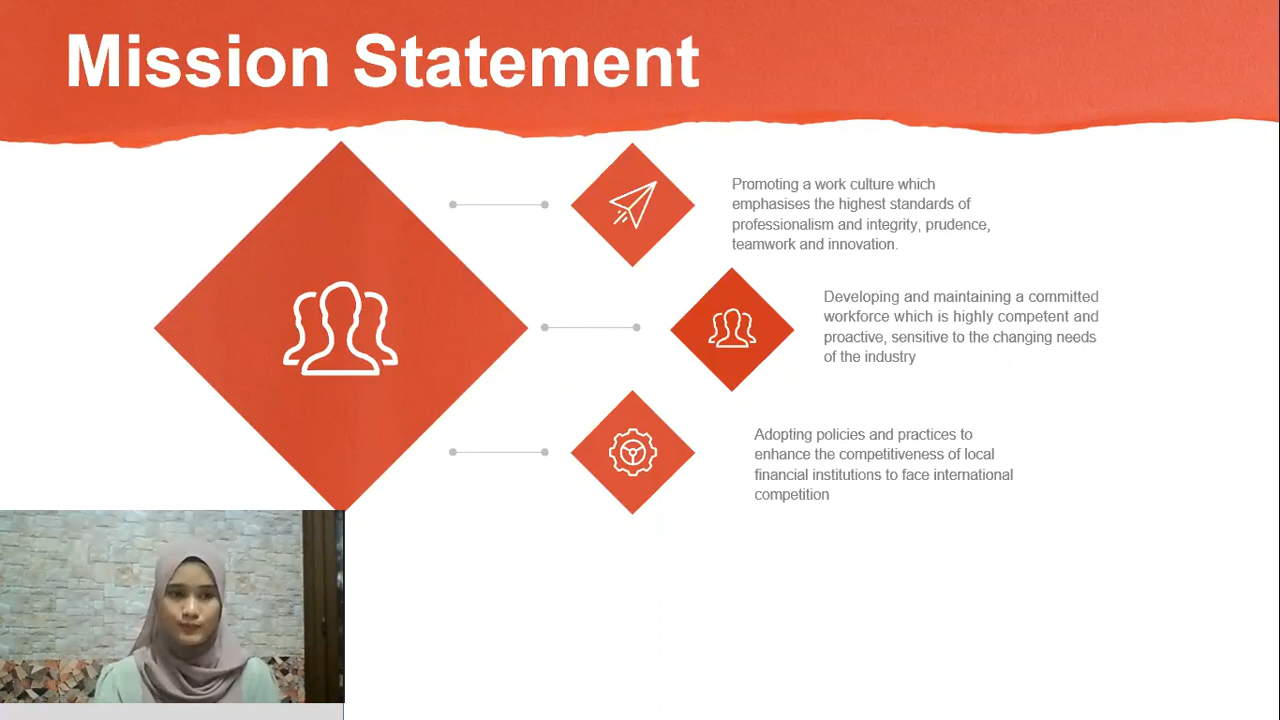 Mission Statement
Promoting a work culture which
emphasises the highest standards of
professionalism and integrity, prudence,
teamwork and innovation.
Developing and maintaining a committed
workforce which is highly competent and
proactive, sensitive to the changing needs
of the industry
Adopting policies and practices to
enhance the competitiveness of local
financial institutions to face international
competition